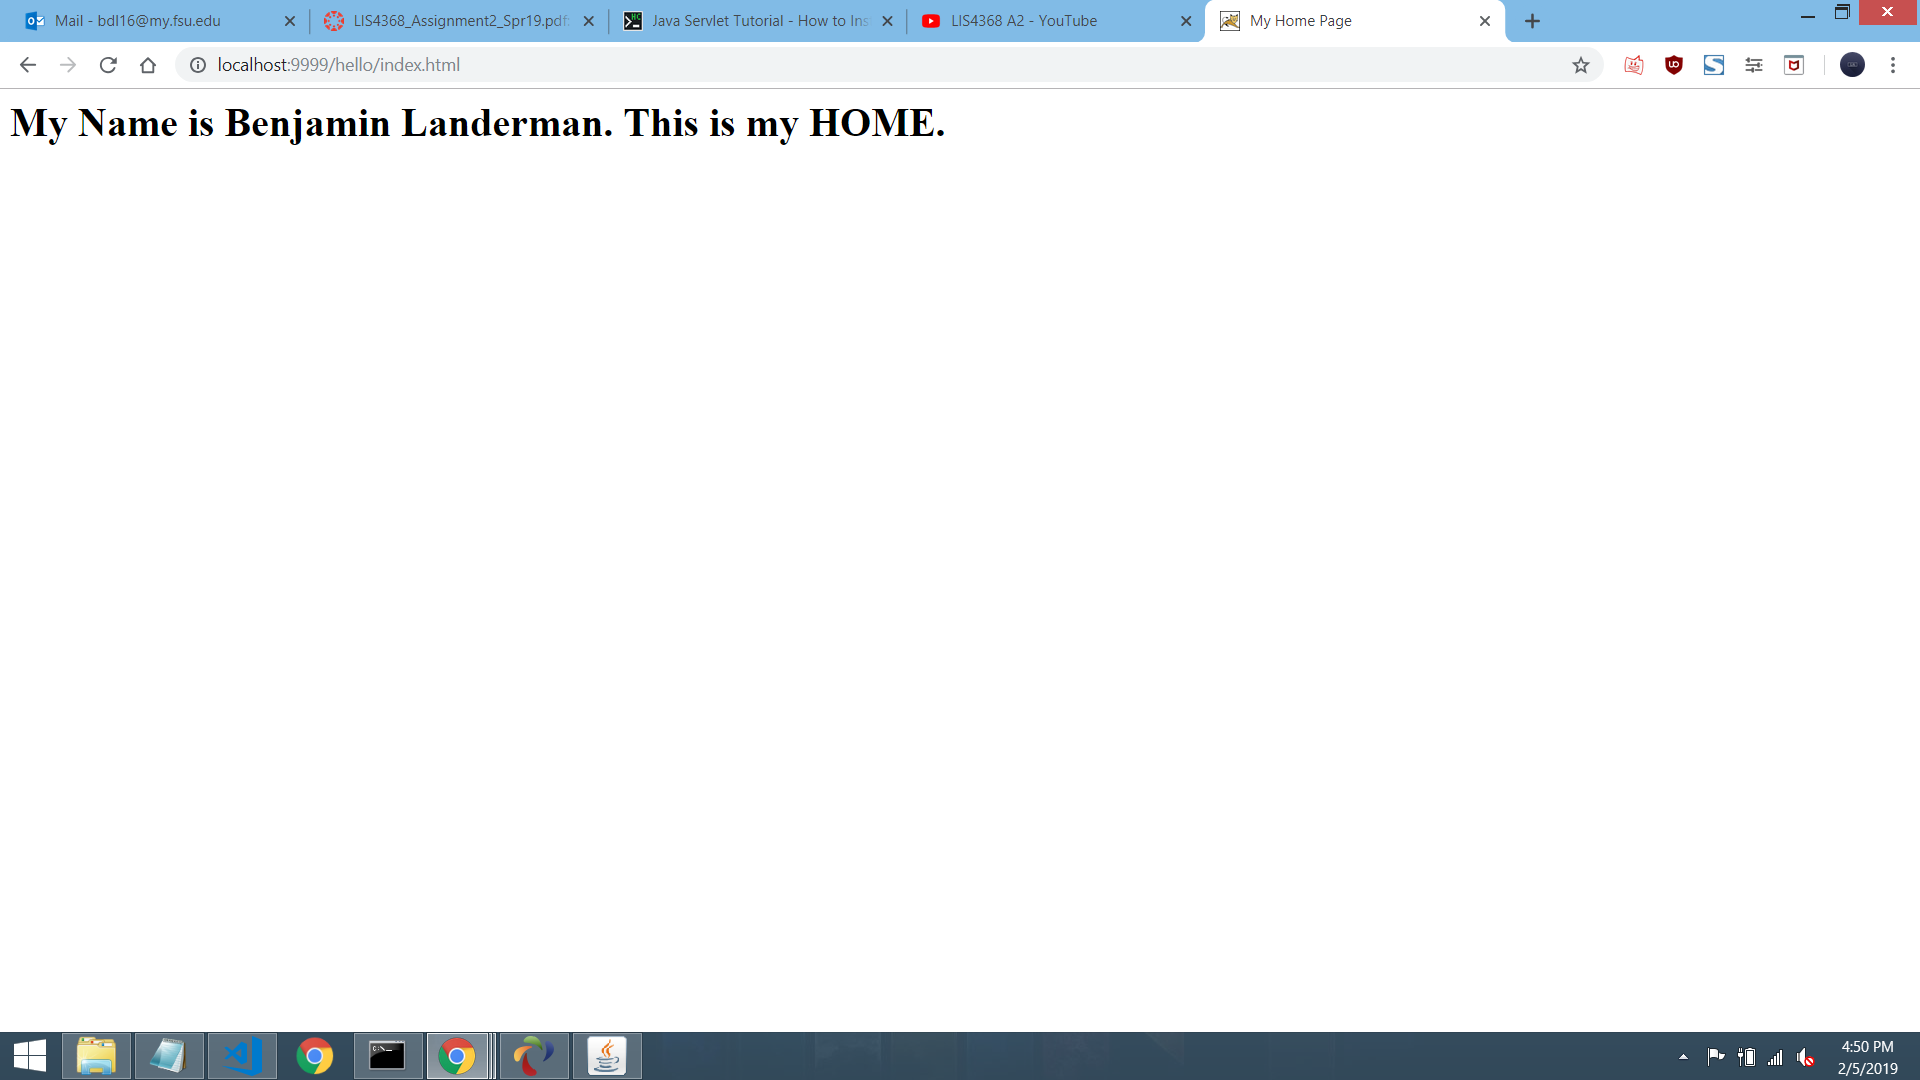 Mail - bdl16@my.fsu.edu
LIS4368_Assignment2_Spr19.pdf:
Java Servlet Tutorial - How to Ins
LIS4368 A2 - YouTube
My Home Page
localhost:9999/hello/index.html
My Name is Benjamin Landerman. This is my HOME.
4:50 PM
2/5/2019